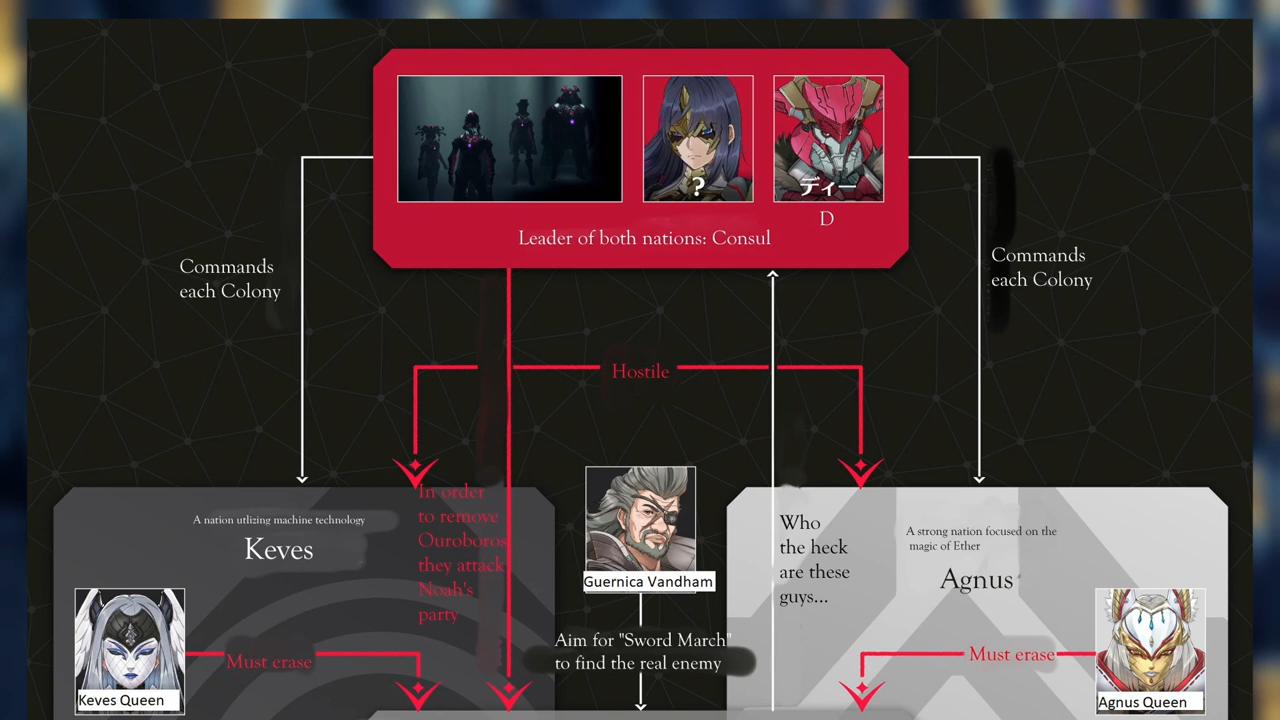 ?
ディー
D
Leader of both nations: Consul
Commands
each Colony
Commands
each Colony
Hostile
In order
to remove
Ouroboros
they attack
Noah's
party
A nation utlizing machine technology
Keves
Guernica Vandham
Who
the heck
are these
guys...
A strong nation focused on the
magic of Ether
Agnus
Aim for "Sword March"
to find the real enemy
Must erase
Must erase
Keves Queen
Agnus Queen